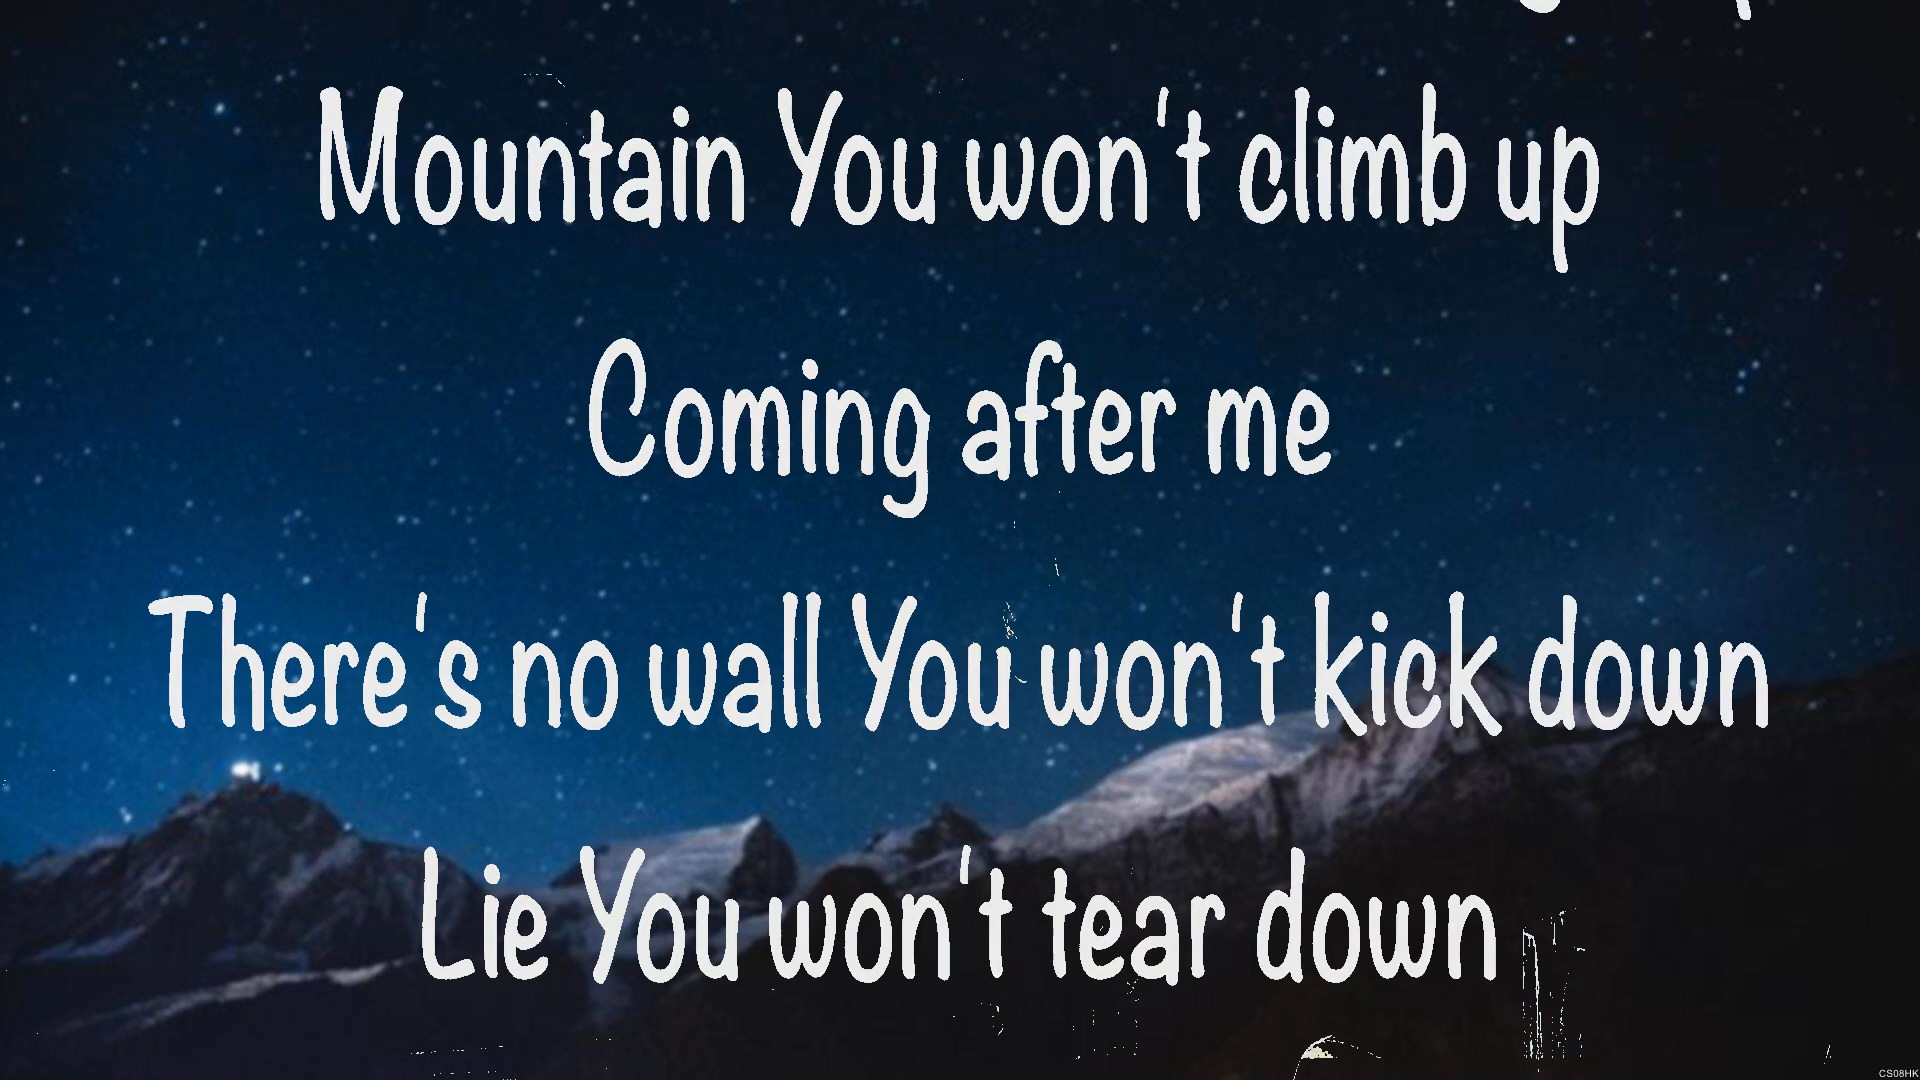 Mountain You won't climb up
Coming after me
There's no wall You won't kick down
Lie You won't tear down
CS08HK